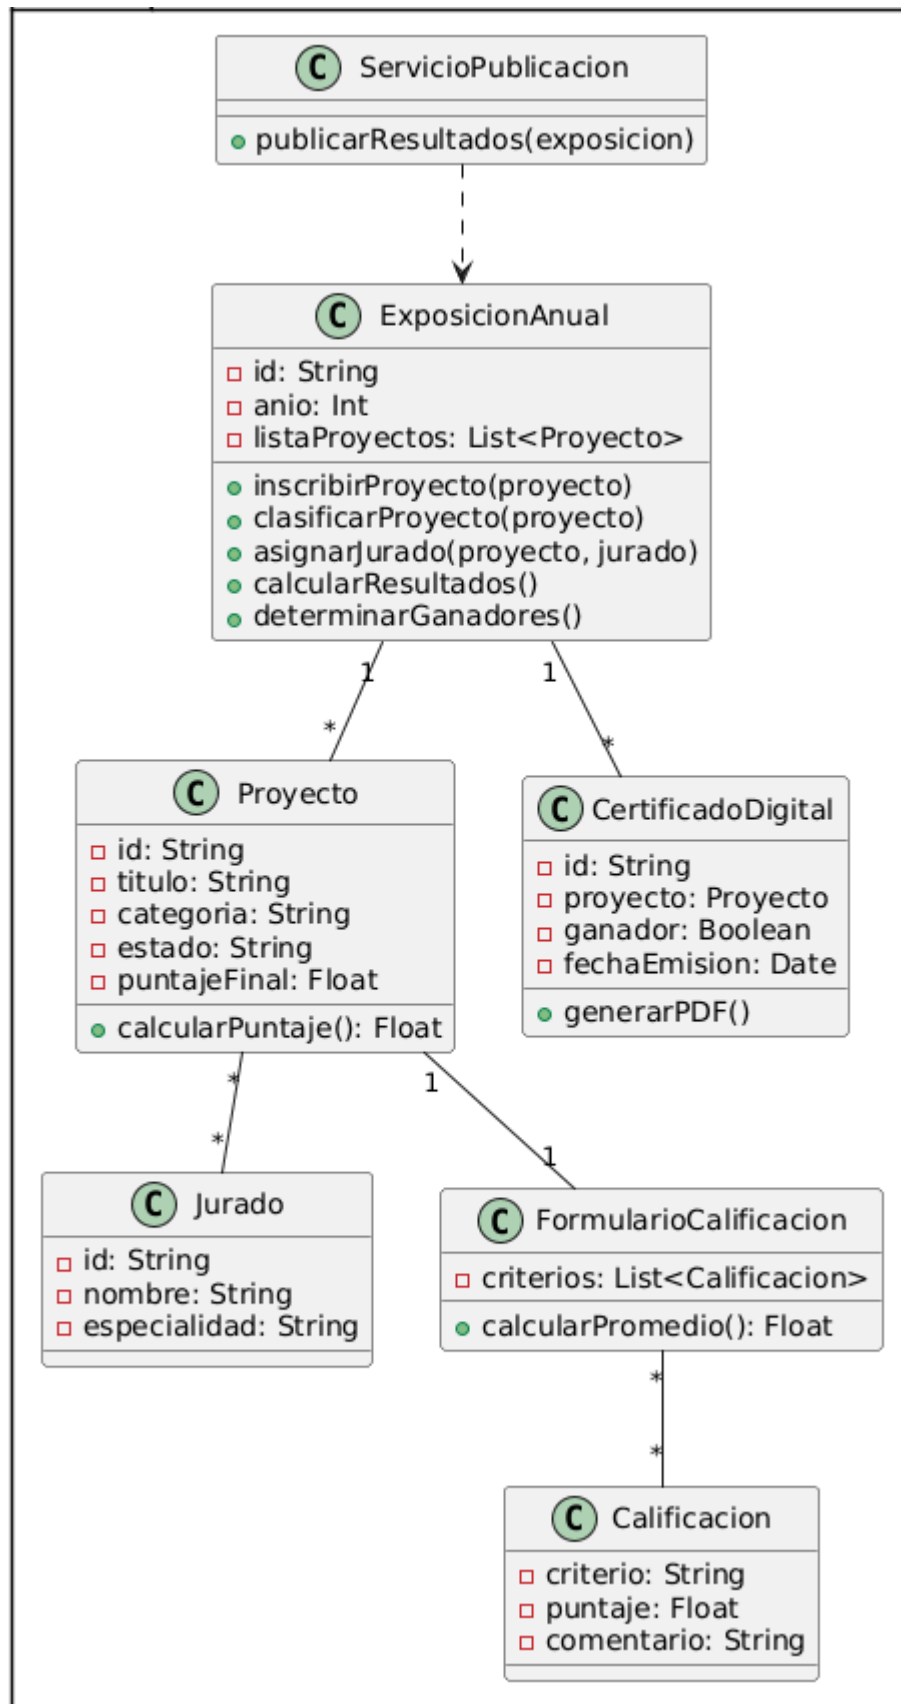 C ServicioPublicacion
publicarResultados(exposicion)
C ExposicionAnual
id: String
anio: Int
listaProyectos: List<Proyecto>
inscribirProyecto(proyecto)
clasificarProyecto(proyecto)
asignarJurado(proyecto, jurado)
calcularResultados()
determinarGanadores()
1
1
*
*
C Proyecto
id: String
titulo: String
categoria: String
estado: String
puntajeFinal: Float
calcularPuntaje(): Float
C CertificadoDigital
id: String
proyecto: Proyecto
ganador: Boolean
fechaEmision: Date
generarPDF()
*
1
*
1
C Jurado
id: String
nombre: String
especialidad: String
C FormularioCalificacion
criterios: List<Calificacion>
calcularPromedio(): Float
*
*
C Calificacion
criterio: String
puntaje: Float
comentario: String